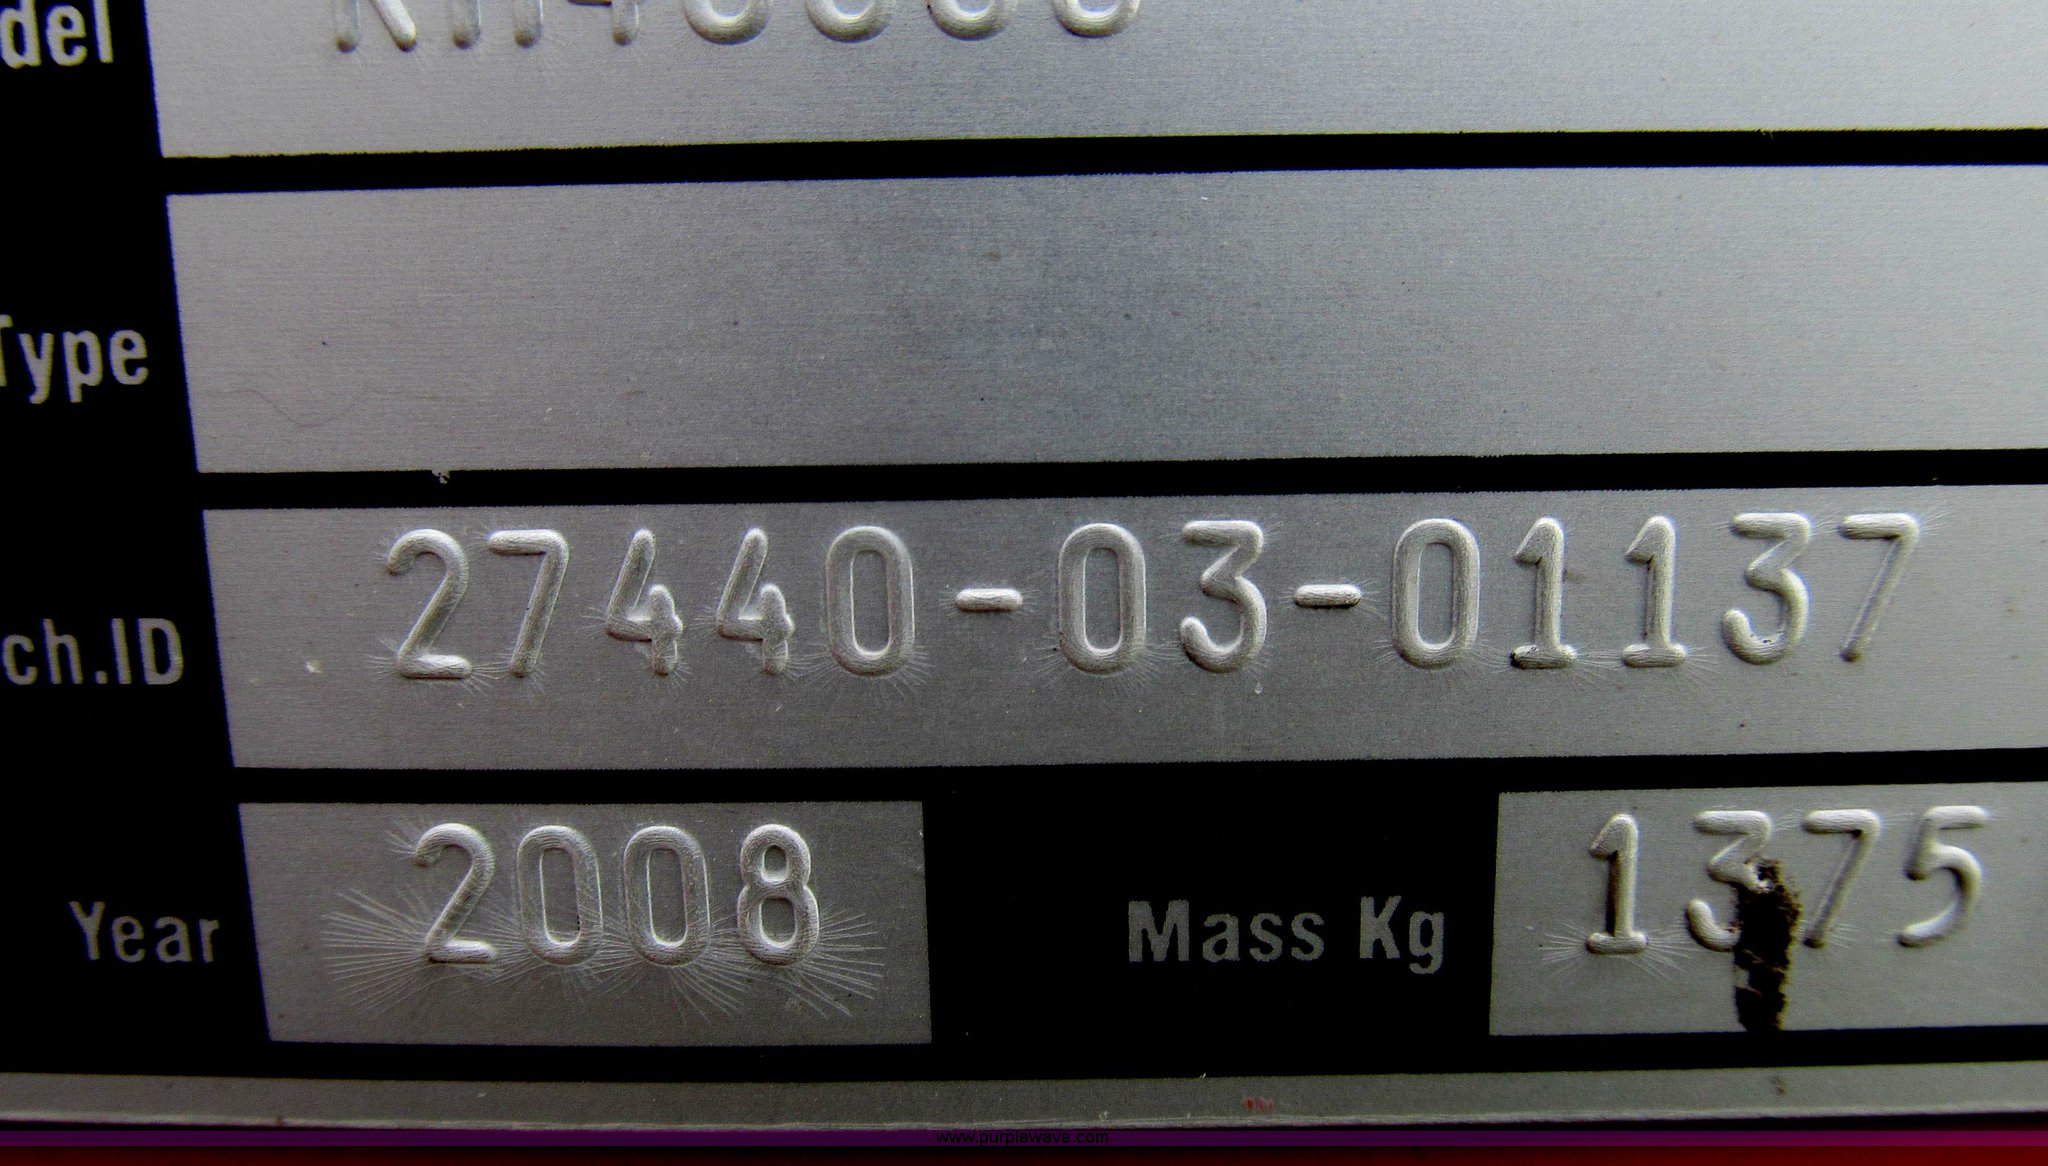 del
Type
ch.ID 27440-03-01137
Year 2008 Mass Kg 1375
www.purplewave.com